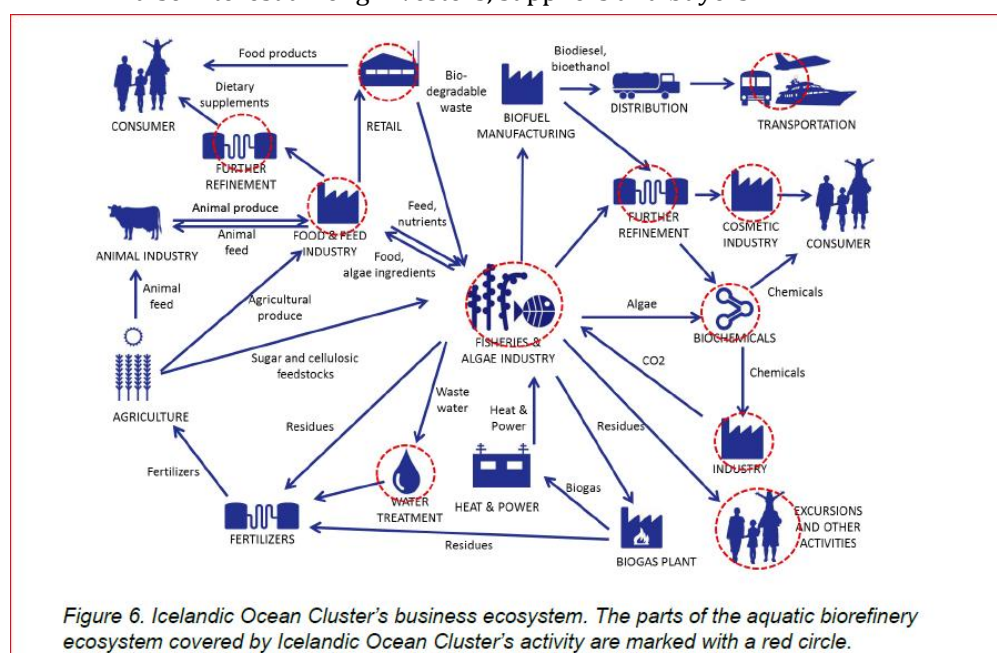 Food products
Bio-
degradable
waste
Biodiesel,
bioethanol
Dietary
supplements
CONSUMER
RETAIL
BIOFUEL
MANUFACTURING
DISTRIBUTION
TRANSPORTATION
FURTHER
REFINEMENT
Animal produce
Animal
feed
ANIMAL INDUSTRY
FOOD & FEED
INDUSTRY
Feed,
nutrients
Food,
algae ingredients
FURTHER
REFINEMENT
COSMETIC
INDUSTRY
CONSUMER
Animal
feed
Agricultural
produce
Sugar and cellulosic
feedstocks
FISHERIES &
ALGAE INDUSTRY
Algae
BIOCHEMICALS
Chemicals
CO2
Chemicals
AGRICULTURE
Residues
Waste
water
Heat &
Power
Residues
INDUSTRY
Fertilizers
WATER
TREATMENT
HEAT & POWER
Biogas
EXCURSIONS
AND OTHER
ACTIVITIES
FERTILIZERS
Residues
BIOGAS PLANT
Figure 6. Icelandic Ocean Cluster's business ecosystem. The parts of the aquatic biorefinery
ecosystem covered by Icelandic Ocean Cluster's activity are marked with a red circle.